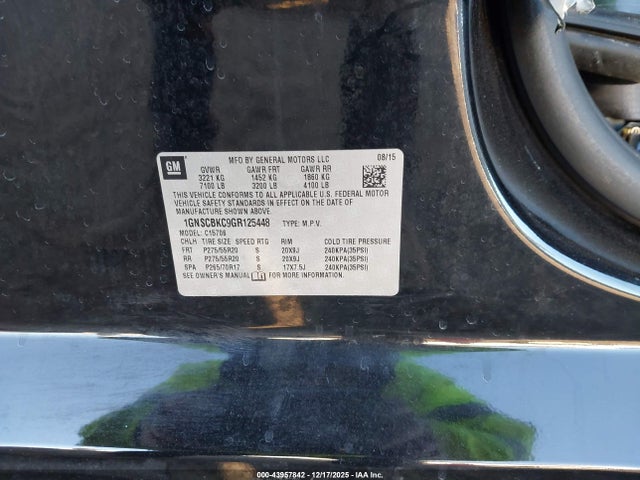 GM
MFD BY GENERAL MOTORS LLC 08/15
GVWR GAWR FRT GAWR RR
3221 KG 1452 KG 1860 KG
7100 LB 3200 LB 4100 LB
THIS VEHICLE CONFORMS TO ALL APPLICABLE U.S. FEDERAL MOTOR
VEHICLE SAFETY STANDARDS IN EFFECT ON THE DATE OF
MANUFACTURE SHOWN ABOVE.
1GNSCBKC9GR125448 TYPE: M.P.V.
MODEL: C15706
CHLH TIRE SIZE SPEED RTG RIM COLD TIRE PRESSURE
FRT P275/55R20 S 20X9J 240KPA(35PSI)
RR P275/55R20 S 20X9J 240KPA(35PSI)
SPA P265/70R17 S 17X7.5J 240KPA(35PSI)
SEE OWNER'S MANUAL FOR MORE INFORMATION.
000-43957842 - 12/17/2025 - IAA Inc.